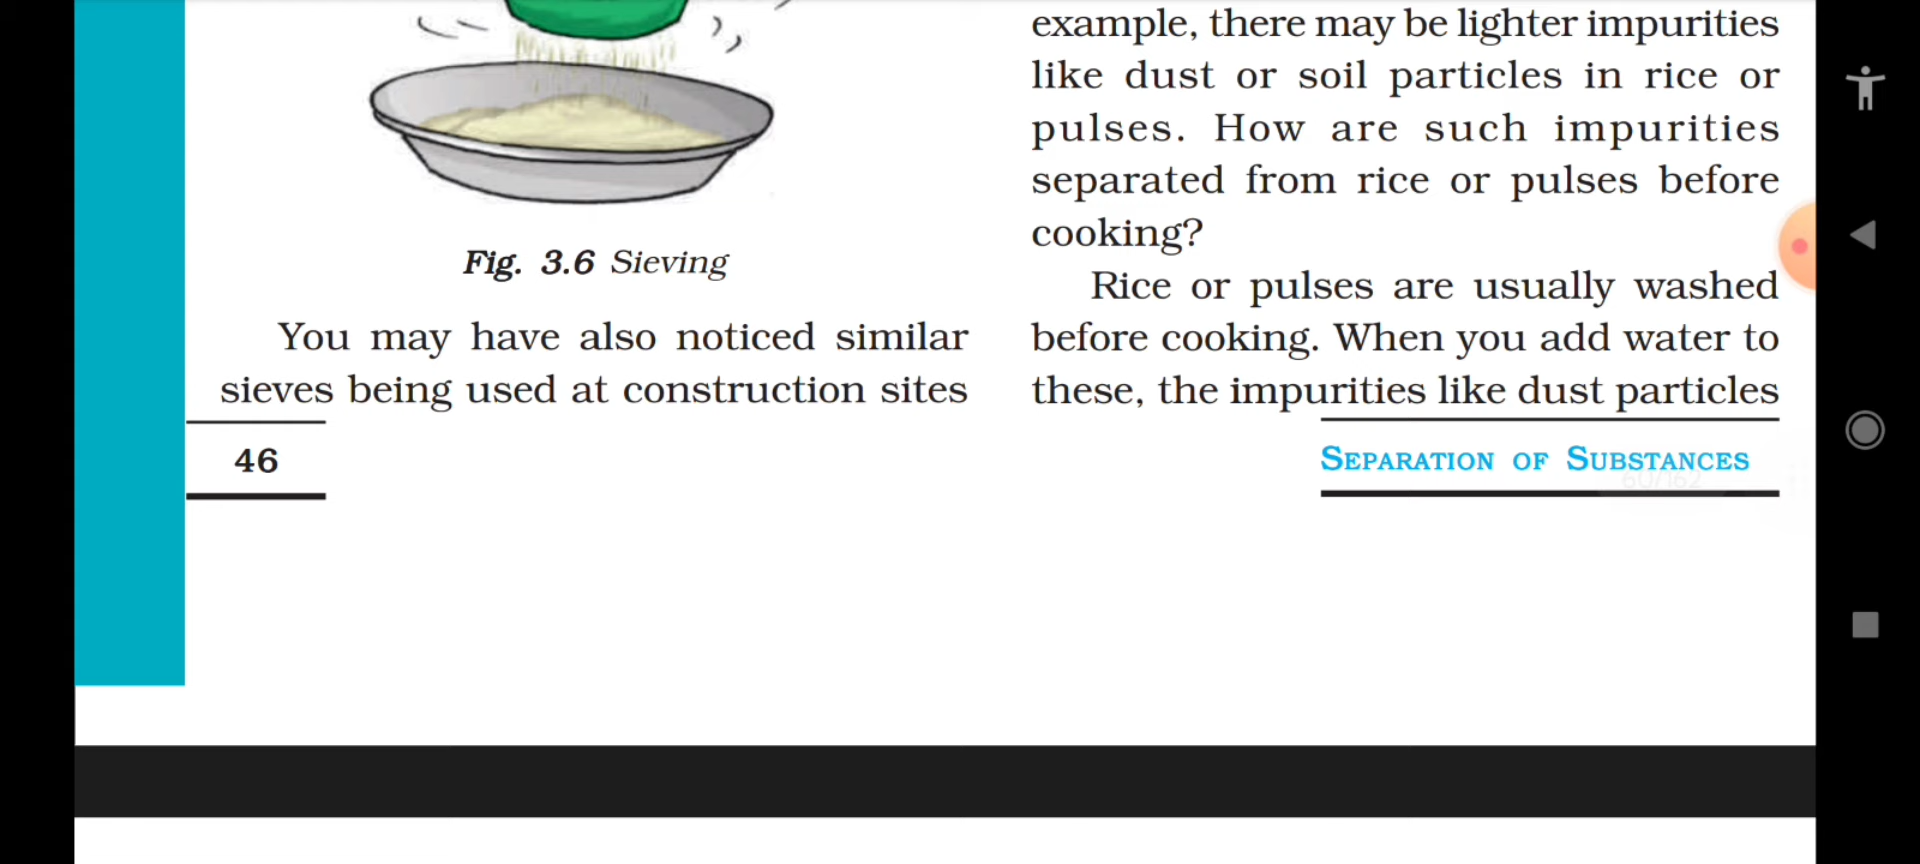 Fig. 3.6 Sieving
You may have also noticed similar
sieves being used at construction sites
example, there may be lighter impurities
like dust or soil particles in rice or
pulses. How are such impurities
separated from rice or pulses before
cooking?
Rice or pulses are usually washed
before cooking. When you add water to
these, the impurities like dust particles
46
SEPARATION OF SUBSTANCES
60/162